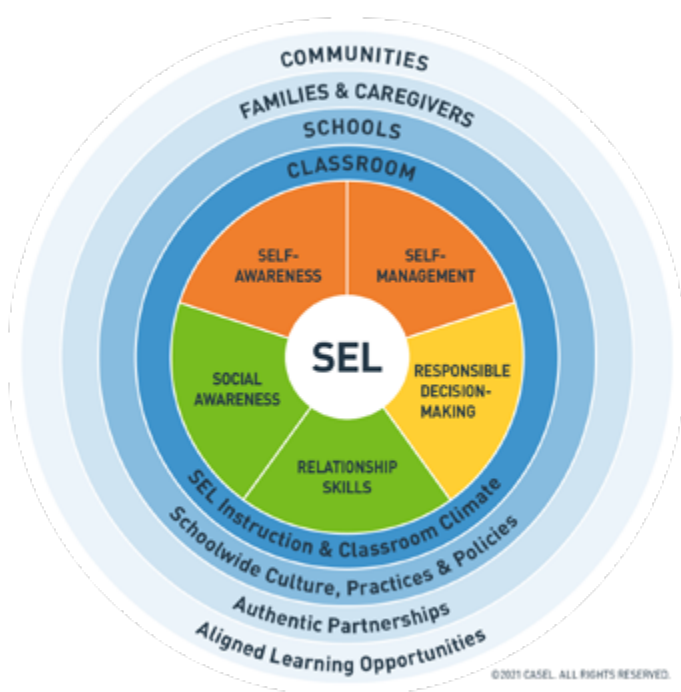 COMMUNITIES
FAMILIES & CAREGIVERS
SCHOOLS
CLASSROOM
SELF-
AWARENESS
SELF-
MANAGEMENT
SEL
SOCIAL
AWARENESS
RESPONSIBLE
DECISION-
MAKING
RELATIONSHIP
SKILLS
SEL Instruction & Classroom Climate
Schoolwide Culture, Practices & Policies
Authentic Partnerships
Aligned Learning Opportunities
©2021 CASEL. ALL RIGHTS RESERVED.